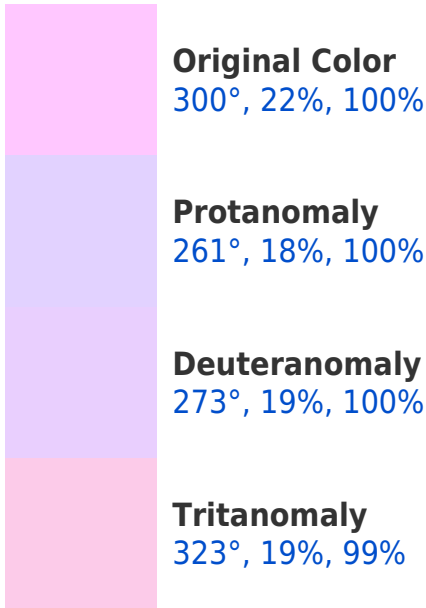 Original Color
300°, 22%, 100%
Protanomaly
261°, 18%, 100%
Deuteranomaly
273°, 19%, 100%
Tritanomaly
323°, 19%, 99%